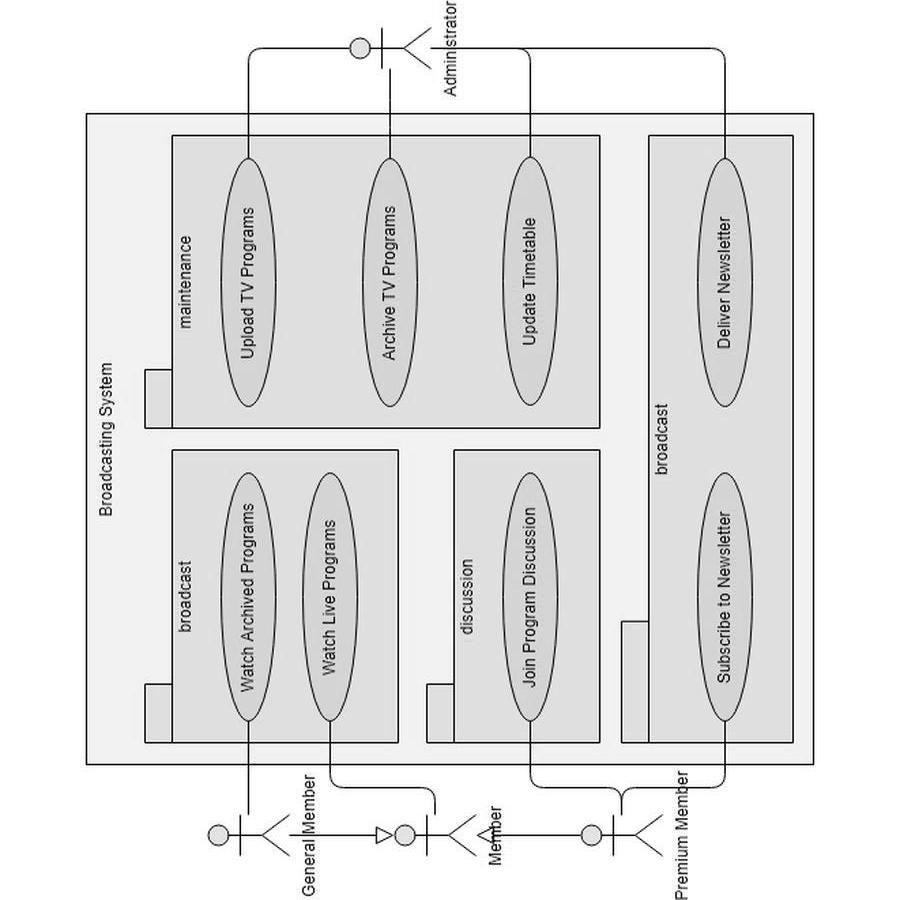 Broadcasting System
broadcast
Watch Archived Programs
Watch Live Programs
maintenance
Upload TV Programs
Archive TV Programs
Update Timetable
discussion
Join Program Discussion
broadcast
Subscribe to Newsletter
Deliver Newsletter
General Member
Member
Premium Member
Administrator